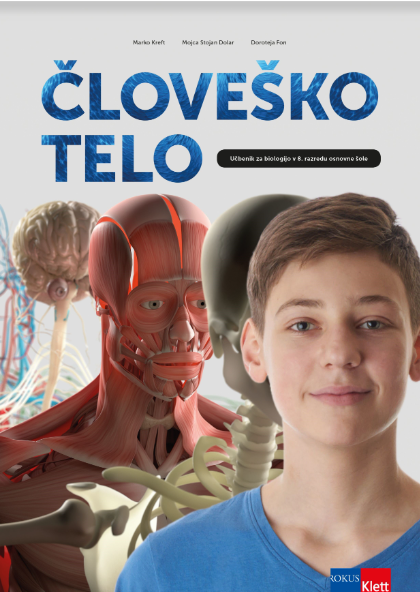 Marko Kreft Mojca Stojan Dolar Doroteja Fon
ČLOVEŠKO
TELO
Učbenik za biologijo v 8. razredu osnovne šole
ROKUS
Klett